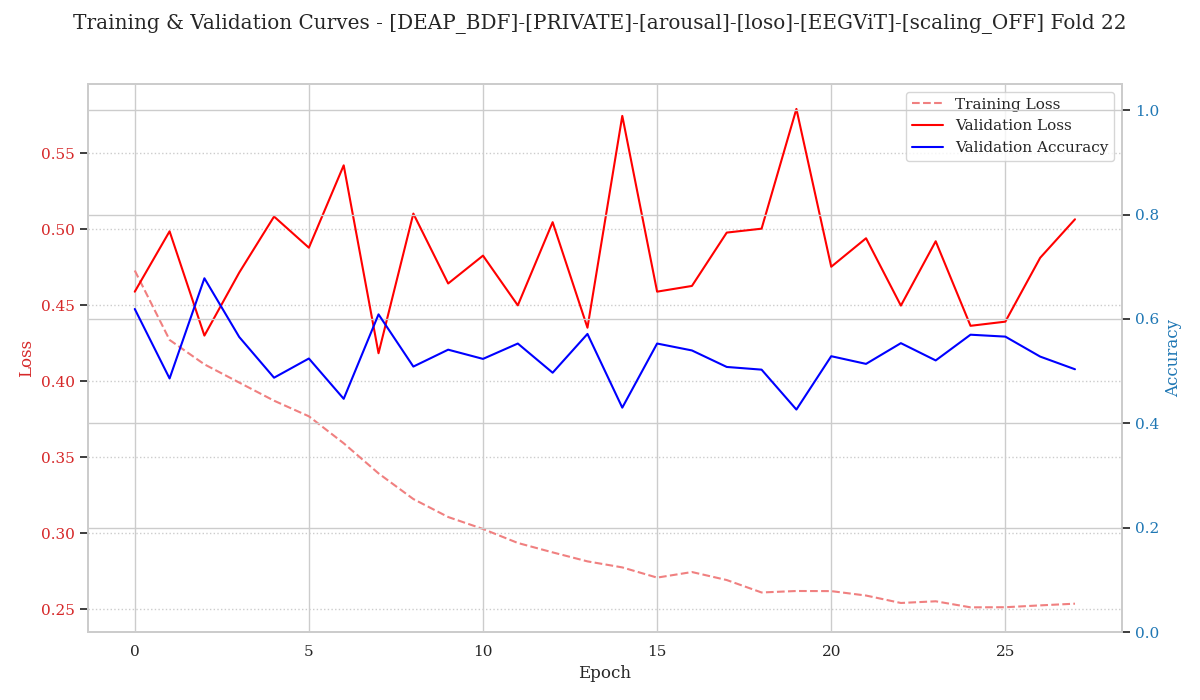 Training & Validation Curves - [DEAP_BDF]-[PRIVATE]-[arousal]-[loso]-[EEGViT]-[scaling_OFF] Fold 22
Training Loss
Validation Loss
Validation Accuracy
0.55
0.50
0.45
0.40
0.35
0.30
0.25
Loss
1.0
0.8
0.6
0.4
0.2
0.0
Accuracy
0 5 10 15 20 25
Epoch